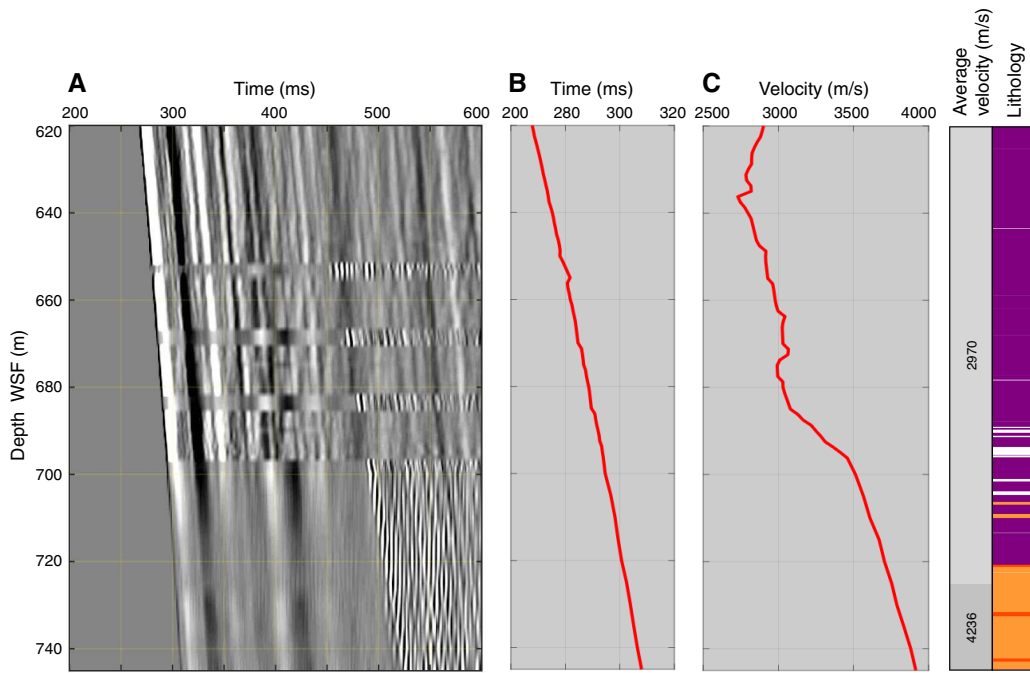 A
Time (ms)
200
300
400
500
600
B
Time (ms)
200
280
300
320
C
Velocity (m/s)
2500
3000
3500
4000
Average
velocity (m/s)
Lithology
Depth WSF (m)
620
640
660
680
700
720
740
2970
4236